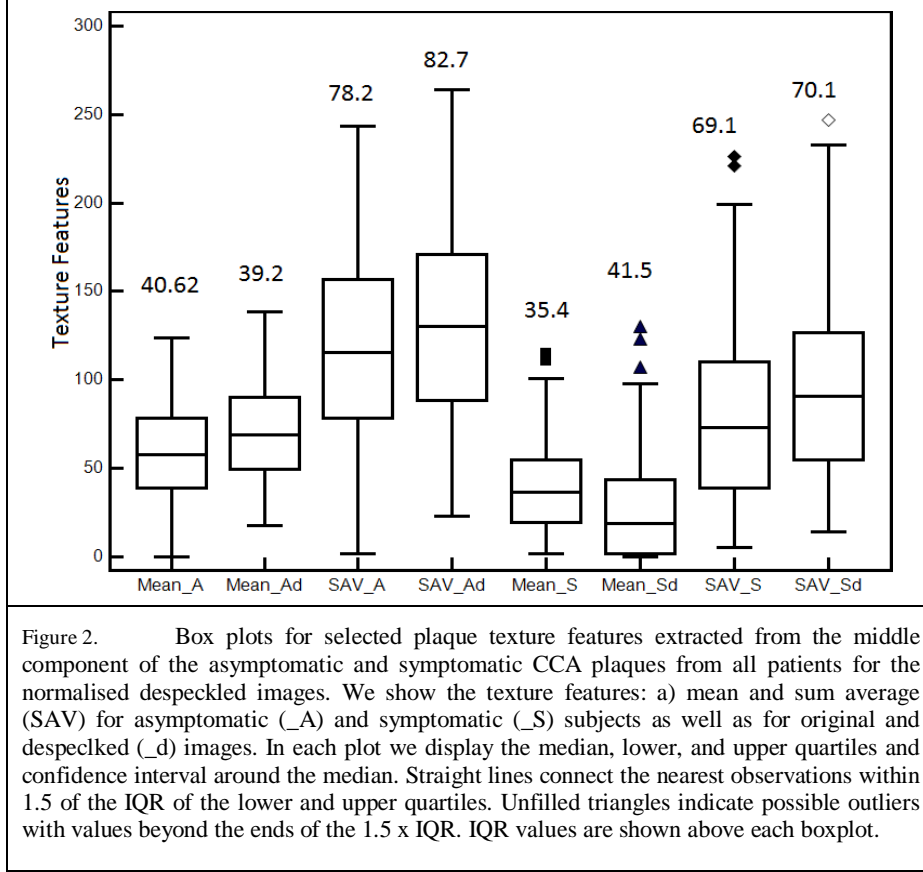 300
250
200
150
100
50
0
Texture Features
40.62
39.2
78.2
82.7
35.4
41.5
69.1
70.1
Mean_A Mean_Ad SAV_A SAV_Ad Mean_S Mean_Sd SAV_S SAV_Sd
Figure 2. Box plots for selected plaque texture features extracted from the middle
component of the asymptomatic and symptomatic CCA plaques from all patients for the
normalised despeckled images. We show the texture features: a) mean and sum average
(SAV) for asymptomatic (_A) and symptomatic (_S) subjects as well as for original and
despeclked (_d) images. In each plot we display the median, lower, and upper quartiles and
confidence interval around the median. Straight lines connect the nearest observations within
1.5 of the IQR of the lower and upper quartiles. Unfilled triangles indicate possible outliers
with values beyond the ends of the 1.5 x IQR. IQR values are shown above each boxplot.